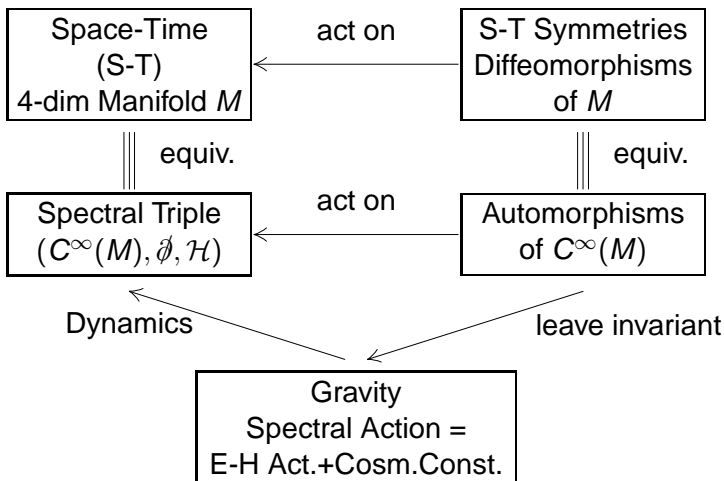 Space-Time
(S-T)
4-dim Manifold M
act on
S-T Symmetries
Diffeomorphisms
of M
equiv.
equiv.
Spectral Triple
(C∞(M), ∂̸, ℋ)
act on
Automorphisms
of C∞(M)
Dynamics
leave invariant
Gravity
Spectral Action =
E-H Act.+Cosm.Const.